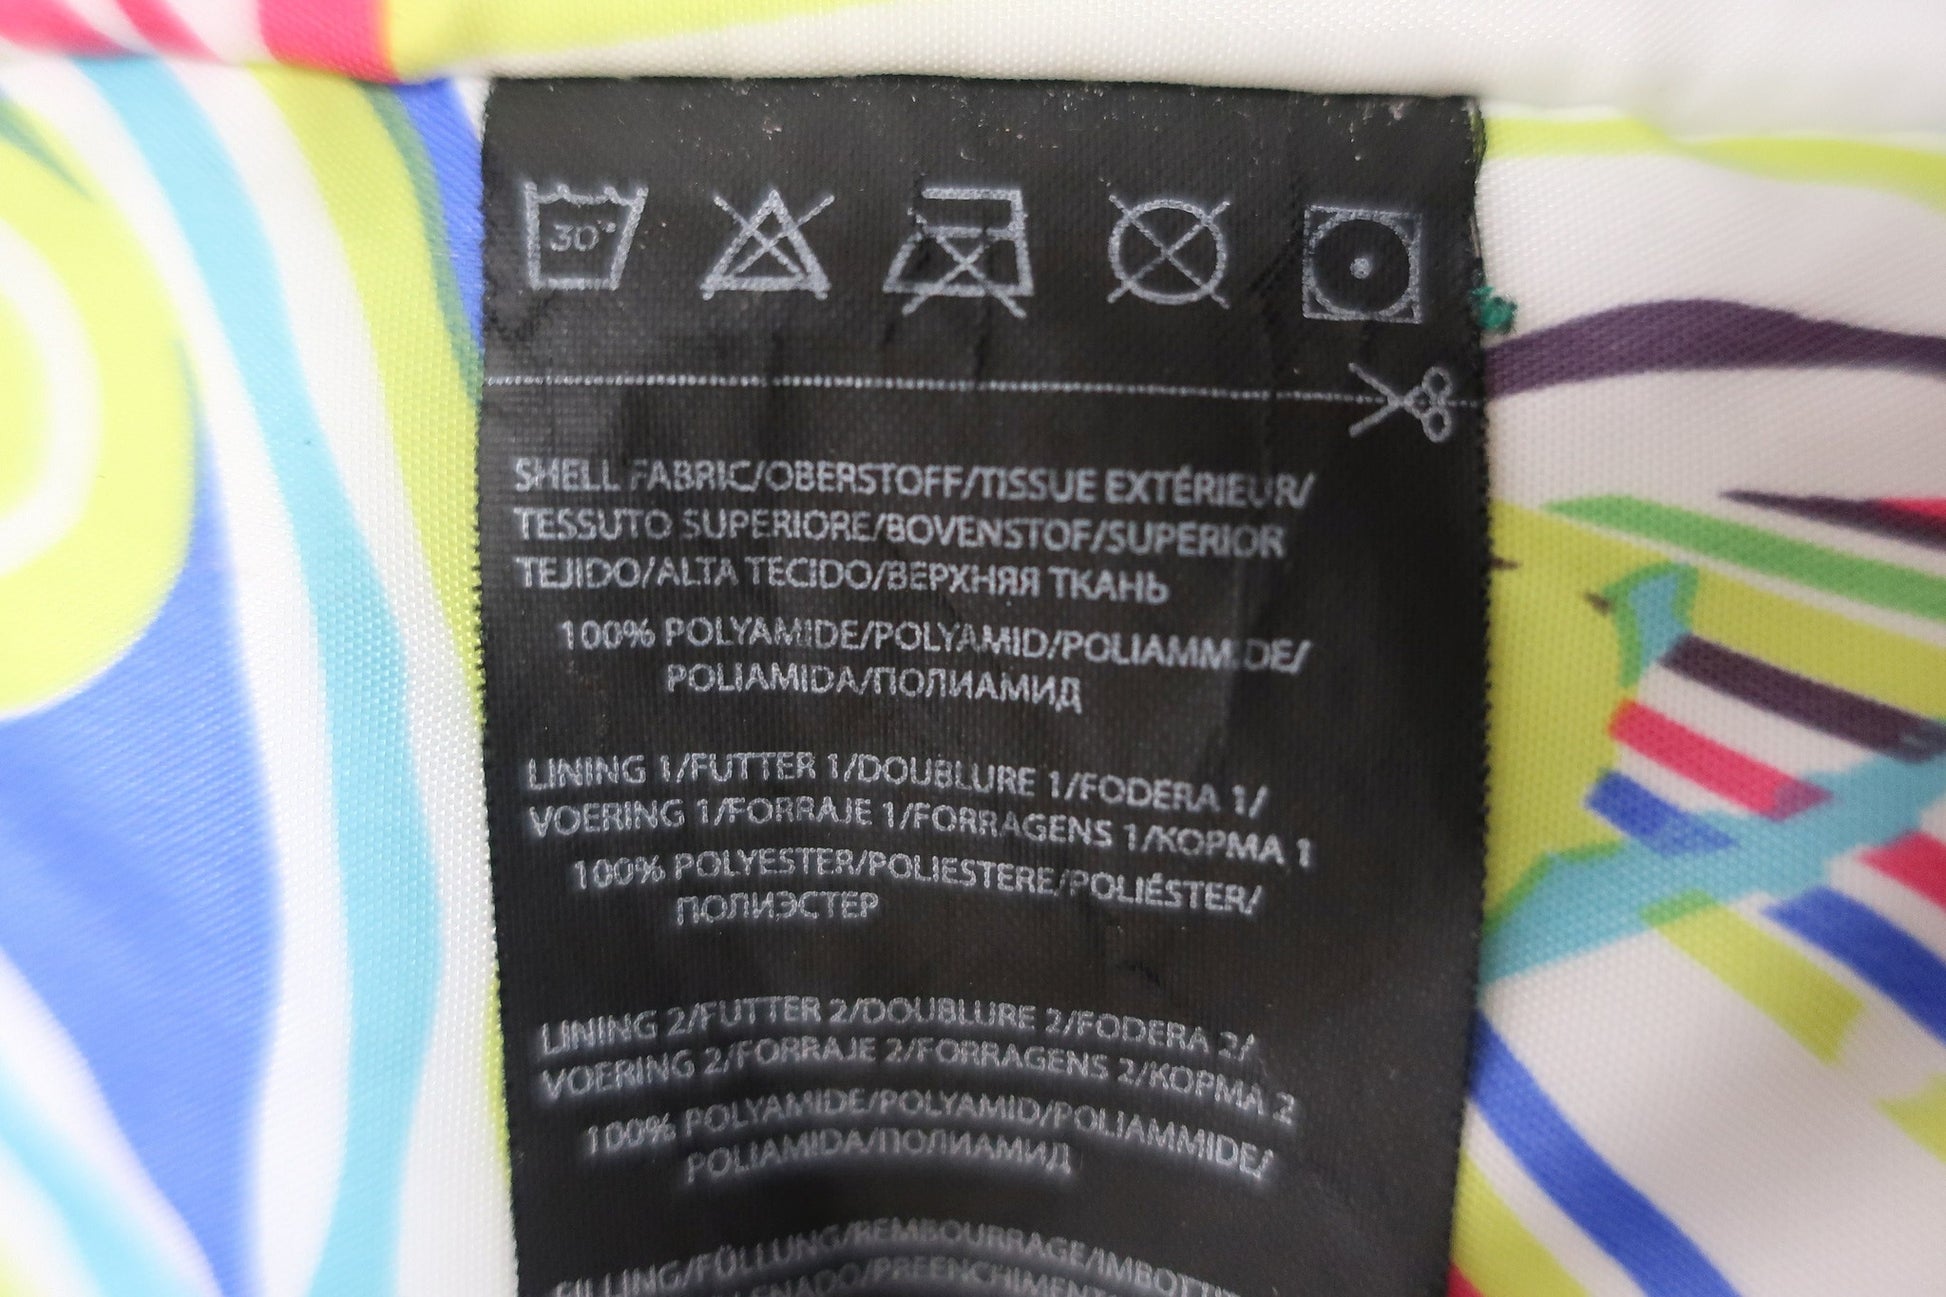 30°
SHELL FABRIC/OBERSTOFF/TISSUE EXTÉRIEUR/
TESSUTO SUPERIORE/BOVENSTOF/SUPERIOR
TEJIDO/ALTA TECIDO/ВЕРХНЯЯ ТКАНЬ
100% POLYAMIDE/POLYAMID/POLIAMMIDE/
POLIAMIDA/ПОЛИАМИД
LINING 1/FUTTER 1/DOUBLURE 1/FODERA 1/
VOERING 1/FORRAJE 1/FORRAGENS 1/КОРМА 1
100% POLYESTER/POLIESTERE/POLIÉSTER/
ПОЛИЭСТЕР
LINING 2/FUTTER 2/DOUBLURE 2/FODERA 2/
VOERING 2/FORRAJE 2/FORRAGENS 2/КОРМА 2
100% POLYAMIDE/POLYAMID/POLIAMMIDE/
POLIAMIDA/ПОЛИАМИД
FILLING/FÜLLUNG/REMBOURRAGE/